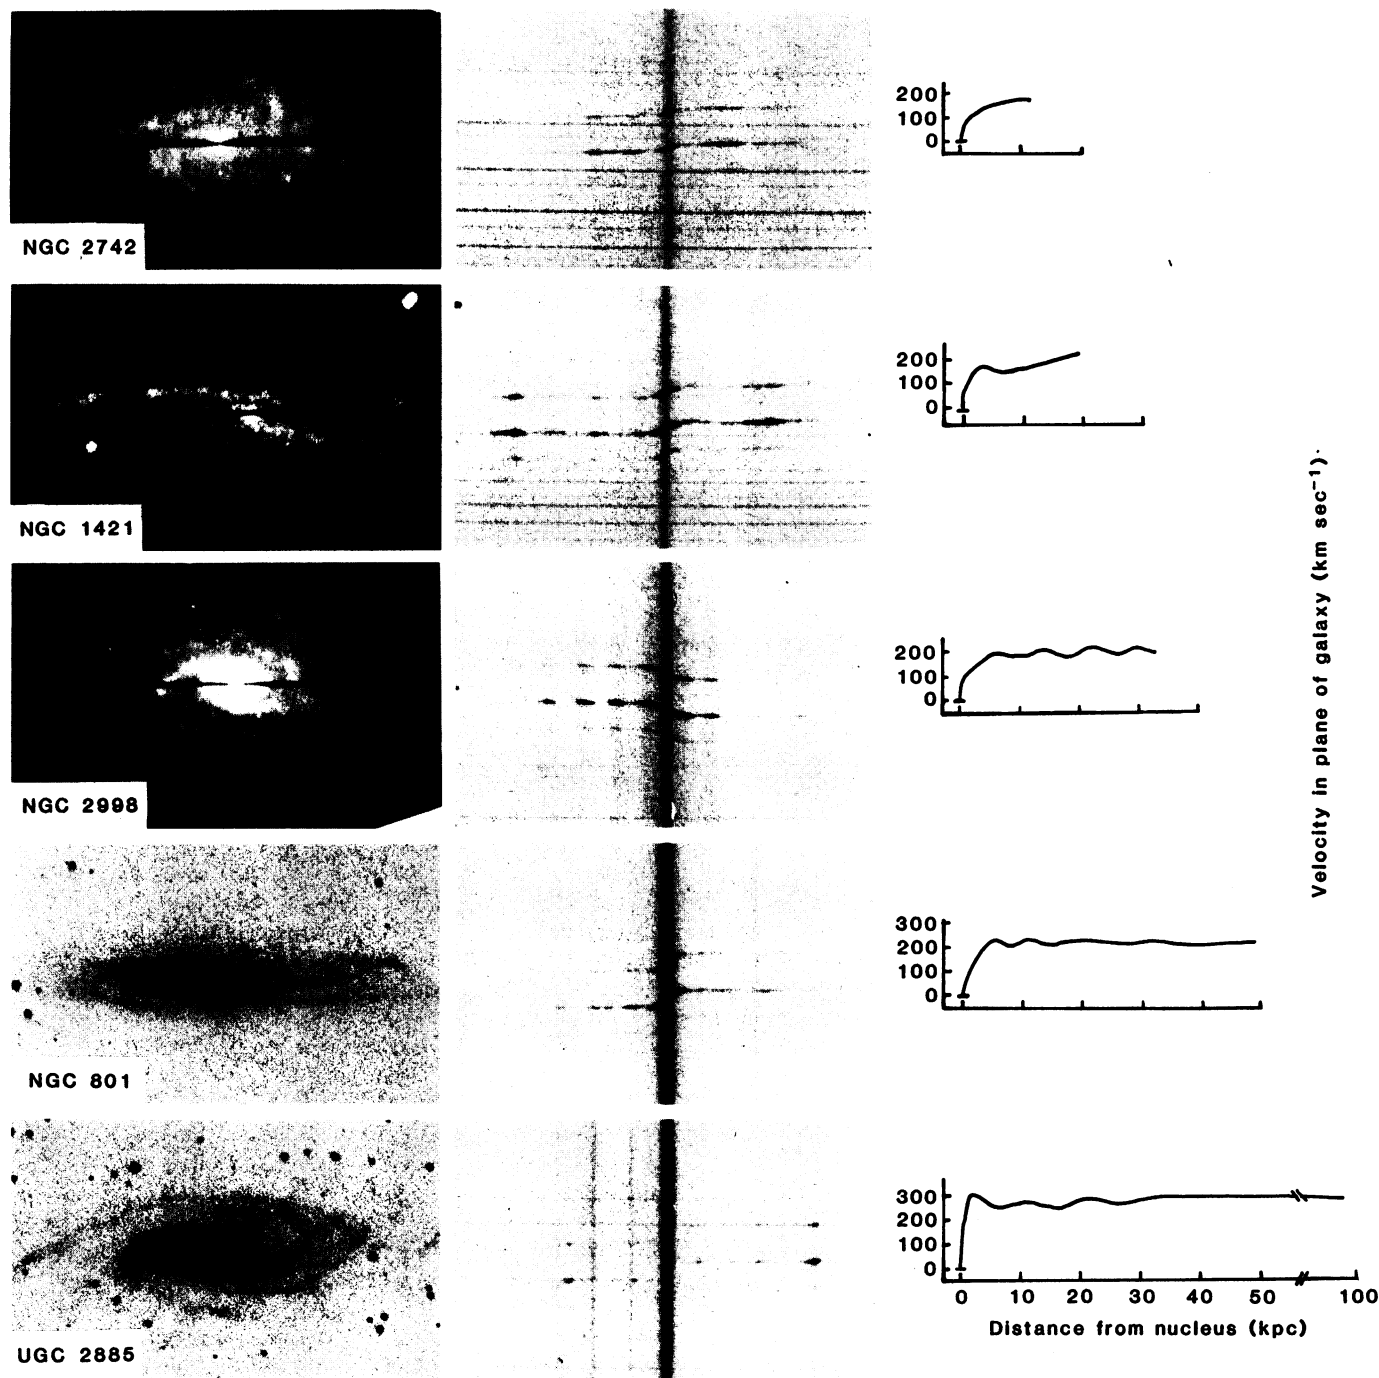 NGC 2742
200
100
0
NGC 1421
200
100
0
NGC 2998
200
100
0
NGC 801
300
200
100
0
UGC 2885
300
200
100
0
0 10 20 30 40 50 100
Distance from nucleus (kpc)
Velocity in plane of galaxy (km sec⁻¹).